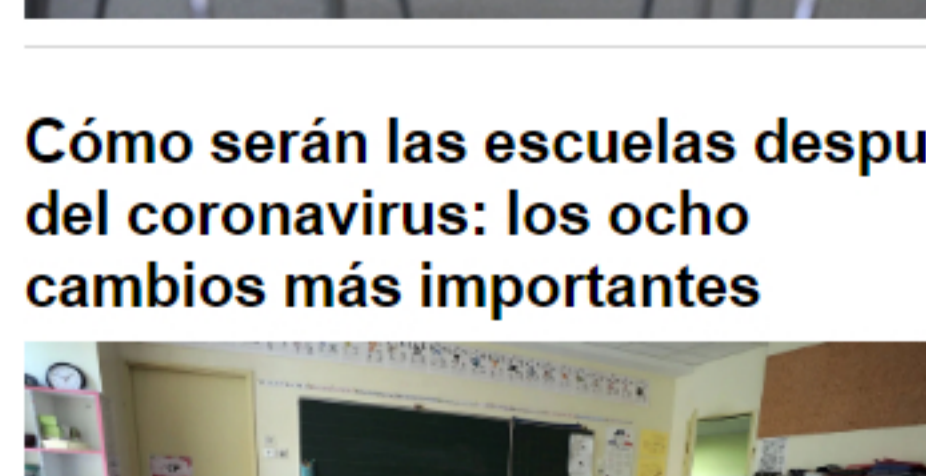 Cómo serán las escuelas despu
del coronavirus: los ocho
cambios más importantes